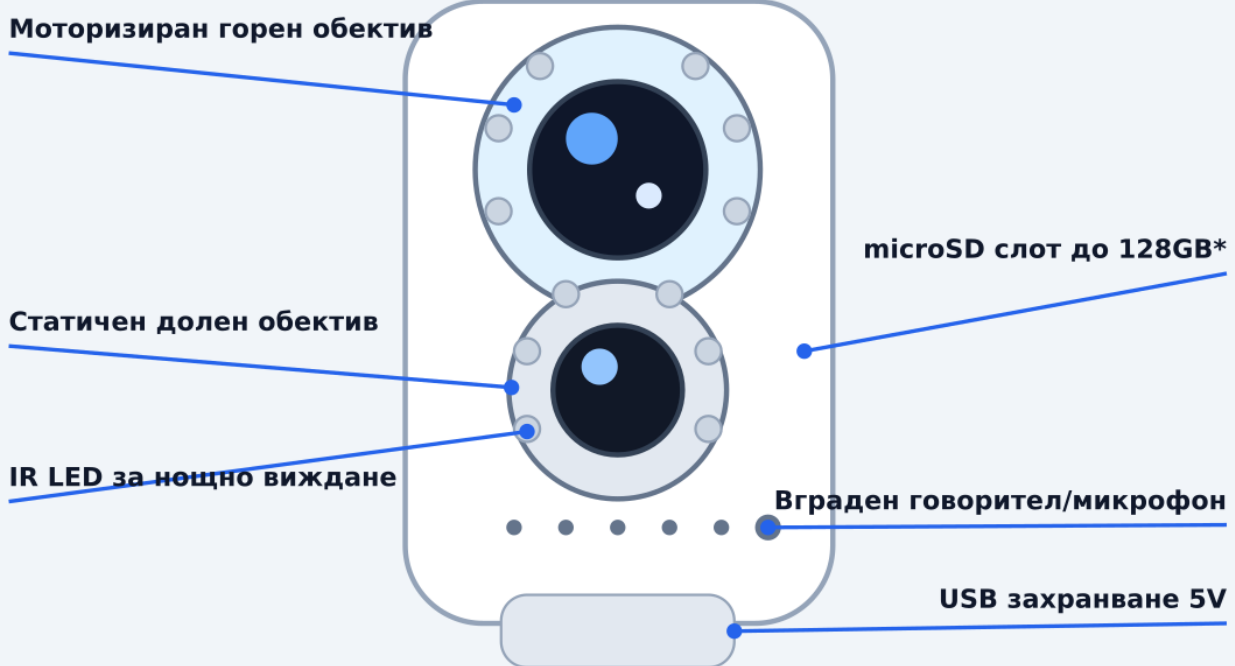 Моторизиран горен обектив
microSD слот до 128GB*
Статичен долен обектив
IR LED за нощно виждане
Вграден говорител/микрофон
USB захранване 5V